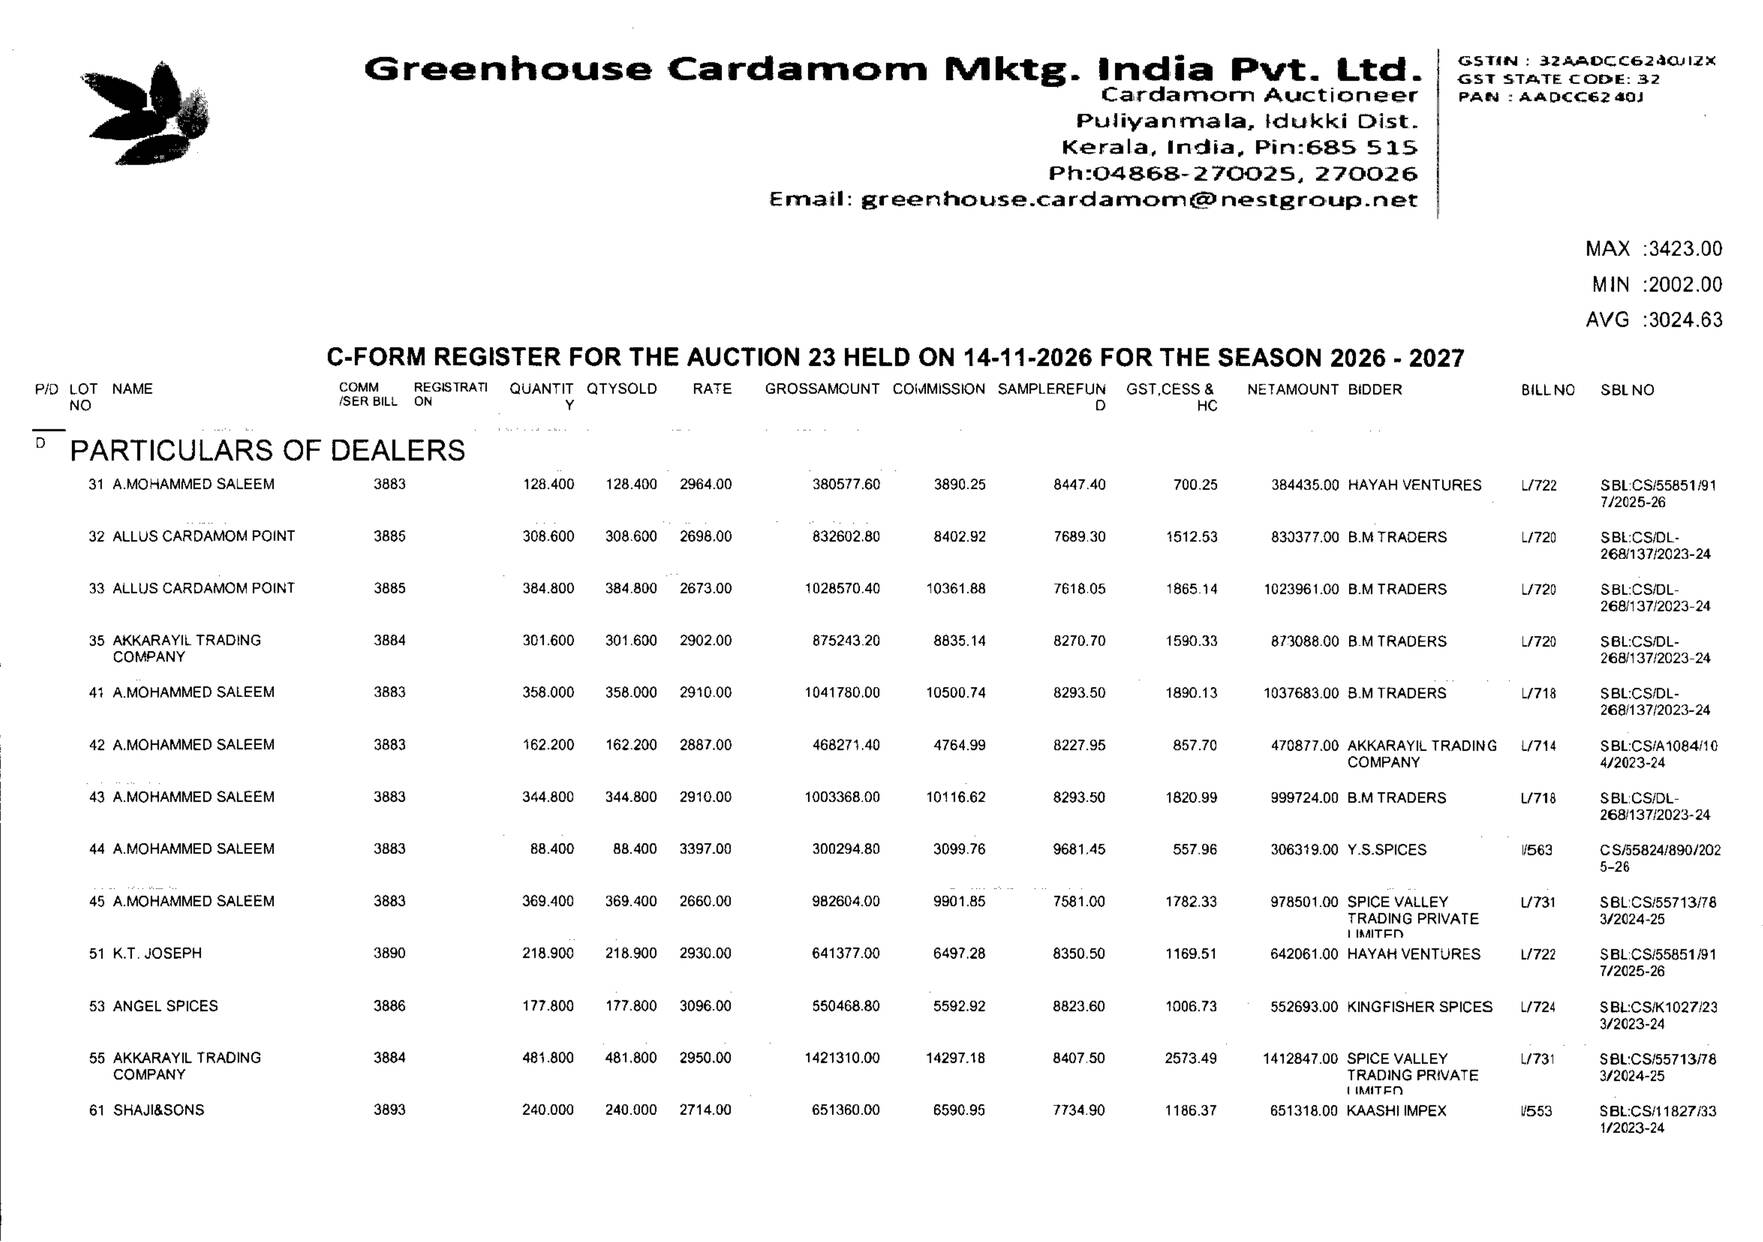 Greenhouse Cardamom Mktg. India Pvt. Ltd.
Cardamom Auctioneer
Puliyanmala, Idukki Dist.
Kerala, India, Pin:685 515
Ph:04868-270025, 270026
Email: greenhouse.cardamom@nestgroup.net
GSTIN : 32AADCC6240J1ZX
GST STATE CODE: 32
PAN : AADCC6240J
MAX :3423.00
MIN :2002.00
AVG :3024.63
C-FORM REGISTER FOR THE AUCTION 23 HELD ON 14-11-2026 FOR THE SEASON 2026 - 2027
P/D LOT NAME COMM REGISTRATI QUANTIT QTYSOLD RATE GROSSAMOUNT COMMISSION SAMPLEREFUN GST,CESS & NETAMOUNT BIDDER BILL NO SBL NO
NO /SER BILL ON Y D HC
D PARTICULARS OF DEALERS
31 A.MOHAMMED SALEEM 3883 128.400 128.400 2964.00 380577.60 3890.25 8447.40 700.25 384435.00 HAYAH VENTURES L/722 SBL:CS/55851/91
7/2025-26
32 ALLUS CARDAMOM POINT 3885 308.600 308.600 2698.00 832602.80 8402.92 7689.30 1512.53 830377.00 B.M TRADERS L/720 SBL:CS/DL-
268/137/2023-24
33 ALLUS CARDAMOM POINT 3885 384.800 384.800 2673.00 1028570.40 10361.88 7618.05 1865.14 1023961.00 B.M TRADERS L/720 SBL:CS/DL-
268/137/2023-24
35 AKKARAYIL TRADING 3884 301.600 301.600 2902.00 875243.20 8835.14 8270.70 1590.33 873088.00 B.M TRADERS L/720 SBL:CS/DL-
COMPANY 268/137/2023-24
41 A.MOHAMMED SALEEM 3883 358.000 358.000 2910.00 1041780.00 10500.74 8293.50 1890.13 1037683.00 B.M TRADERS L/718 SBL:CS/DL-
268/137/2023-24
42 A.MOHAMMED SALEEM 3883 162.200 162.200 2887.00 468271.40 4764.99 8227.95 857.70 470877.00 AKKARAYIL TRADING L/714 SBL:CS/A1084/10
COMPANY 4/2023-24
43 A.MOHAMMED SALEEM 3883 344.800 344.800 2910.00 1003368.00 10116.62 8293.50 1820.99 999724.00 B.M TRADERS L/718 SBL:CS/DL-
268/137/2023-24
44 A.MOHAMMED SALEEM 3883 88.400 88.400 3397.00 300294.80 3099.76 9681.45 557.96 306319.00 Y.S.SPICES I/563 CS/55824/890/202
5-26
45 A.MOHAMMED SALEEM 3883 369.400 369.400 2660.00 982604.00 9901.85 7581.00 1782.33 978501.00 SPICE VALLEY L/731 SBL:CS/55713/78
TRADING PRIVATE 3/2024-25
LIMITED
51 K.T. JOSEPH 3890 218.900 218.900 2930.00 641377.00 6497.28 8350.50 1169.51 642061.00 HAYAH VENTURES L/722 SBL:CS/55851/91
7/2025-26
53 ANGEL SPICES 3886 177.800 177.800 3096.00 550468.80 5592.92 8823.60 1006.73 552693.00 KINGFISHER SPICES L/724 SBL:CS/K1027/23
3/2023-24
55 AKKARAYIL TRADING 3884 481.800 481.800 2950.00 1421310.00 14297.18 8407.50 2573.49 1412847.00 SPICE VALLEY L/731 SBL:CS/55713/78
COMPANY TRADING PRIVATE 3/2024-25
LIMITED
61 SHAJI&SONS 3893 240.000 240.000 2714.00 651360.00 6590.95 7734.90 1186.37 651318.00 KAASHI IMPEX I/553 SBL:CS/11827/33
1/2023-24